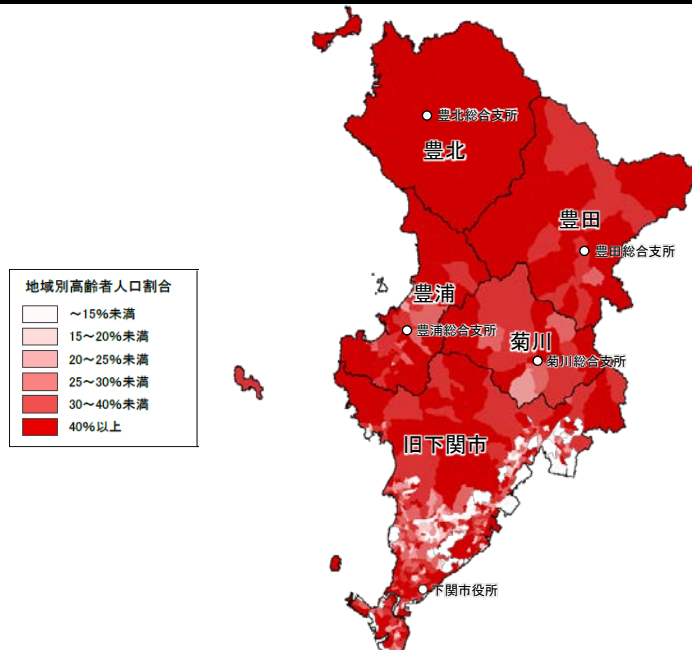 豊北総合支所
豊北
豊田
豊田総合支所
地域別高齢者人口割合
～15％未満
15～20％未満
20～25％未満
25～30％未満
30～40％未満
40％以上
豊浦
豊浦総合支所
菊川
菊川総合支所
旧下関市
下関市役所